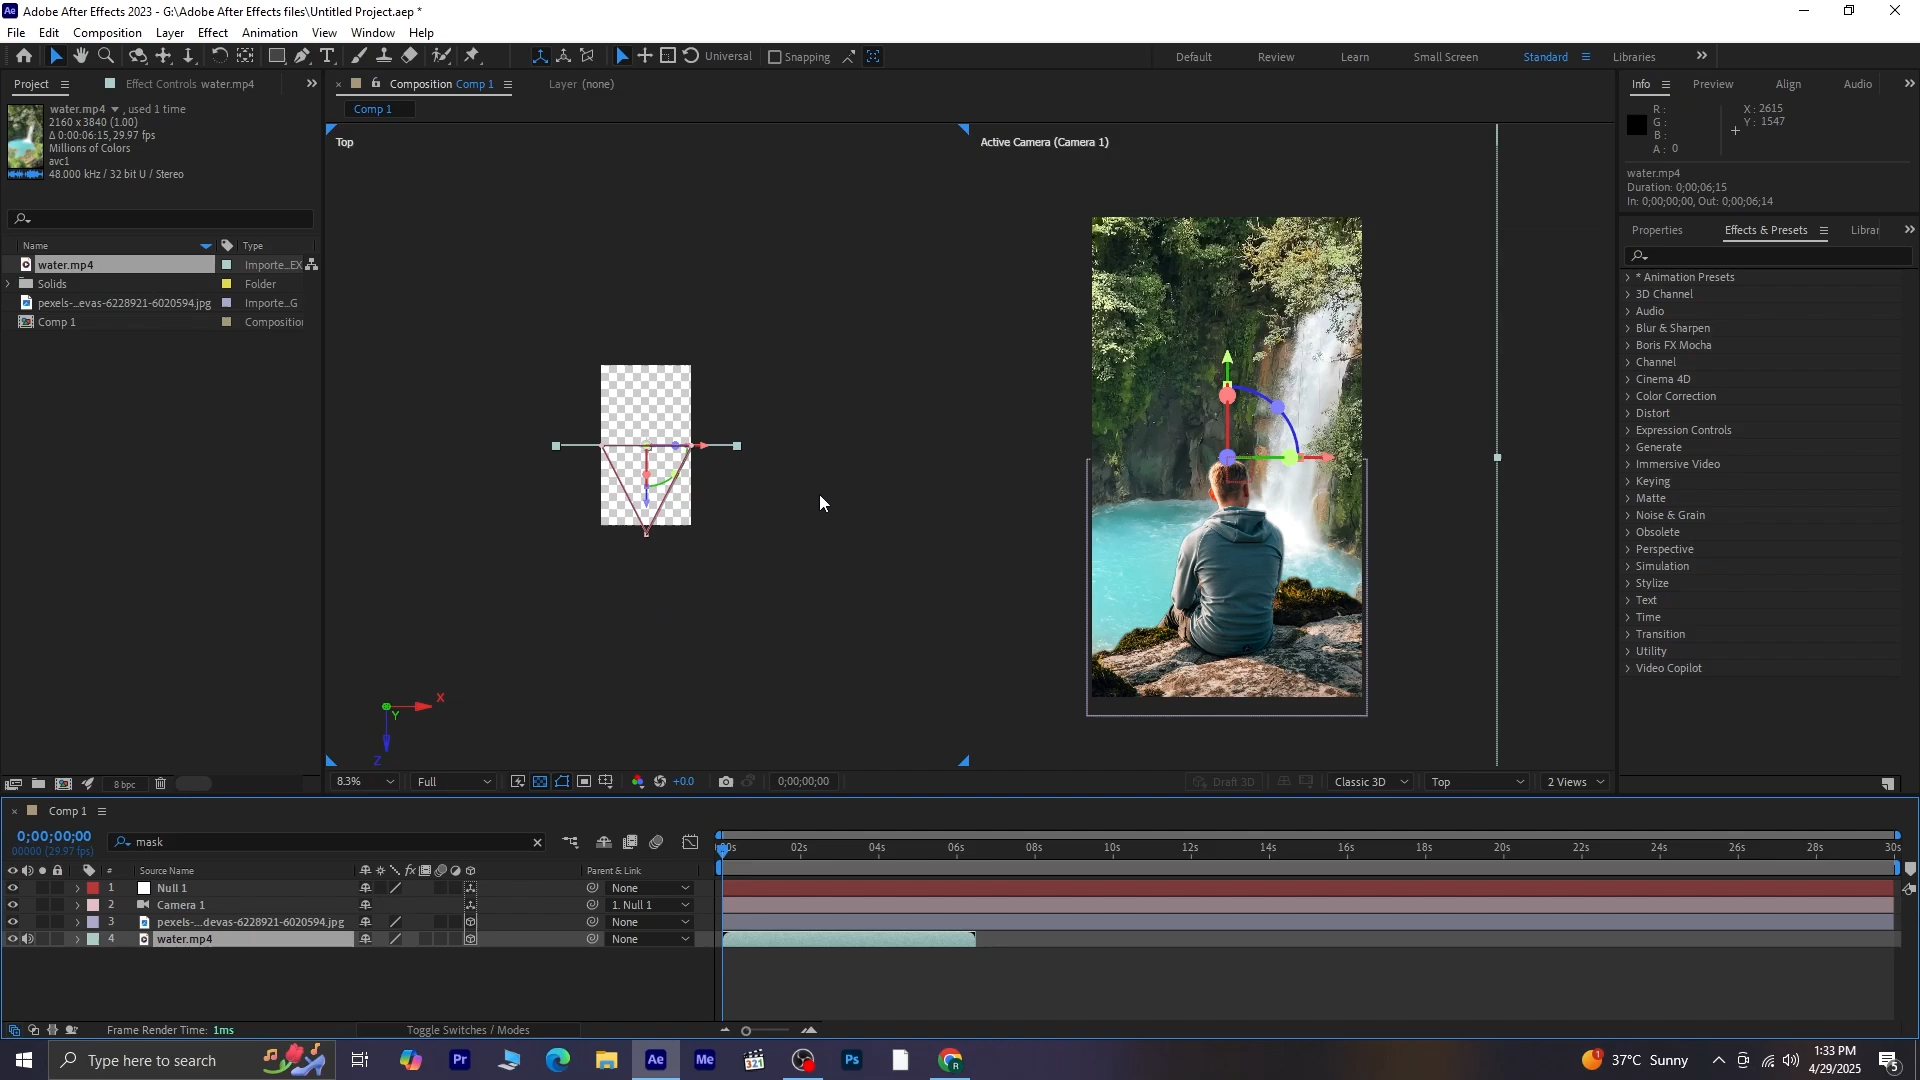 Adobe After Effects 2023 - G:\Adobe After Effects files\Untitled Project.aep *
File Edit Composition Layer Effect Animation View Window Help
Universal Snapping Default Review Learn Small Screen Standard Libraries
Project Effect Controls water.mp4 Composition Comp 1 Layer (none) Info Preview Align Audio
Comp 1
water.mp4 , used 1 time
2160 x 3840 (1.00)
Δ 0:00:06:15, 29.97 fps
Millions of Colors
avc1
48.000 kHz / 32 bit U / Stereo
R :
G :
B :
A : 0
X : 2615
Y : 1547
water.mp4
Duration: 0;00;06;15
In: 0;00;00;00, Out: 0;00;06;14
Top
Active Camera (Camera 1)
Name Type
water.mp4 Importe...EX
Solids Folder
pexels-...evas-6228921-6020594.jpg Importe...G
Comp 1 Compositio
X
Y
Z
Properties Effects & Presets Librar
* Animation Presets
3D Channel
Audio
Blur & Sharpen
Boris FX Mocha
Channel
Cinema 4D
Color Correction
Distort
Expression Controls
Generate
Immersive Video
Keying
Matte
Noise & Grain
Obsolete
Perspective
Simulation
Stylize
Text
Time
Transition
Utility
Video Copilot
8 bpc
8.3% Full +0.0 0;00;00;00 Draft 3D Classic 3D Top 2 Views
Comp 1
0;00;00;00
00000 (29.97 fps)
mask
:00s 02s 04s 06s 08s 10s 12s 14s 16s 18s 20s 22s 24s 26s 28s 30s
# Source Name fx Parent & Link
1 Null 1 None
2 Camera 1 1. Null 1
3 pexels-...devas-6228921-6020594.jpg None
4 water.mp4 None
Frame Render Time: 1ms Toggle Switches / Modes
Type here to search
Pr
Ae
Me
321
Ps
1
37°C Sunny
1:33 PM
4/29/2025
5